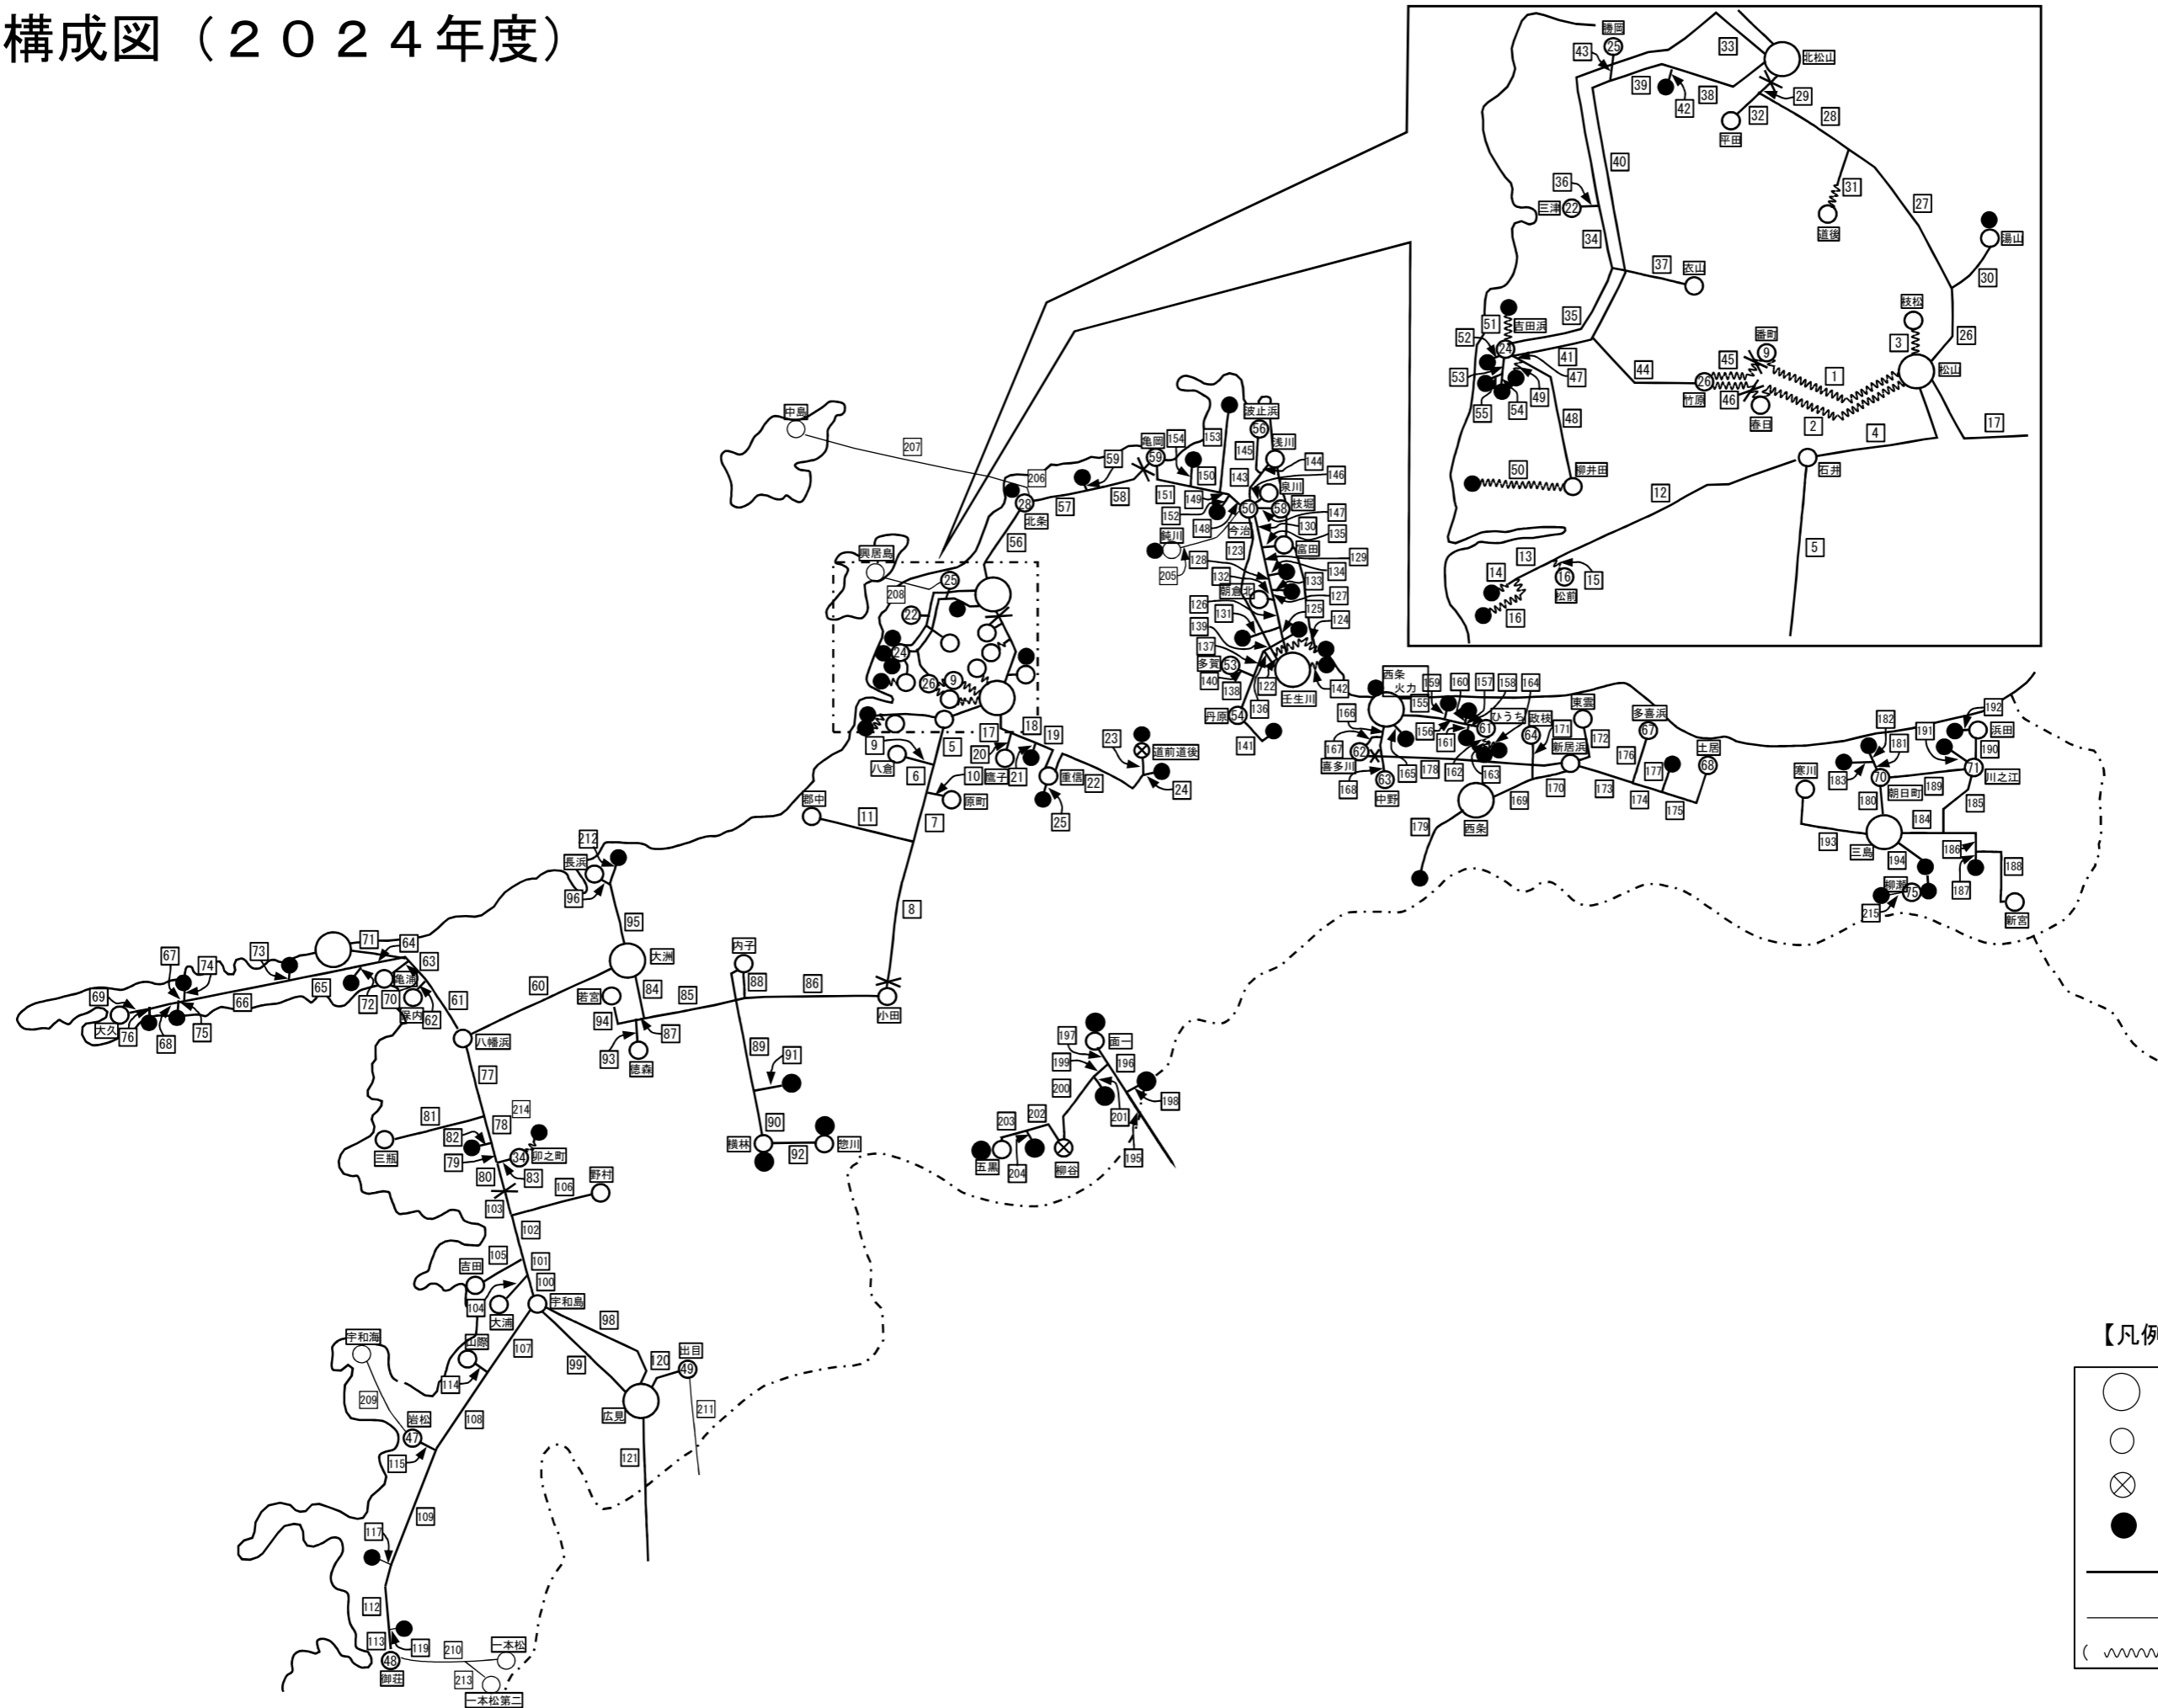 構成図（２０２４年度）
勝岡
25
43
33
北松山
39
42
38
29
32
28
平田
40
36
31
三津
22
27
道後
湯山
34
37
衣山
30
枝松
51
吉田浜
35
52
24
番町
9
3
26
41
45
1
松山
53
47
44
26
竹原
46
55
54
49
48
春日
2
4
17
石井
50
柳井田
12
5
13
14
16
15
松前
16
中島
207
206
28
北条
57
58
59
亀岡
59
154
153
波止浜
56
浅川
145
144
150
143
146
151
149
泉川
枝堀
152
50
58
147
148
今治
130
135
56
鈍川
123
富田
129
128
205
132
134
133
朝倉北
127
126
131
125
124
139
137
多賀
53
140
138
122
142
136
壬生川
丹原
54
141
興居島
208
25
22
24
26
9
17
18
19
20
鷹子
21
重信
22
23
道前道後
24
25
9
八倉
5
6
10
原町
7
郡中
11
8
西条
火力
159
160
157
158
164
155
166
ひうち
61
政枝
64
東雲
156
171
167
62
161
新居浜
172
喜多川
165
178
162
163
168
63
中野
169
170
173
176
174
177
175
多喜浜
67
土居
68
179
西条
192
182
浜田
181
191
190
寒川
183
70
71
川之江
朝日町
189
180
185
184
193
三島
194
186
柳瀬
75
187
188
215
新宮
212
長浜
96
95
大洲
内子
71
64
73
67
74
63
69
亀浦
65
66
72
70
保内
62
61
60
若宮
84
85
88
86
大久
76
68
75
94
87
小田
八幡浜
93
徳森
77
89
91
197
面一
199
196
200
198
81
214
78
82
90
203
202
201
三瓶
34
卯之町
横林
92
惣川
79
五黒
204
柳谷
195
80
83
野村
106
103
102
105
101
吉田
100
104
大浦
宇和島
98
宇和海
山際
107
99
120
出目
49
114
209
岩松
108
広見
211
47
115
121
109
117
112
113
119
210
一本松
48
御荘
213
一本松第二
【凡例
（